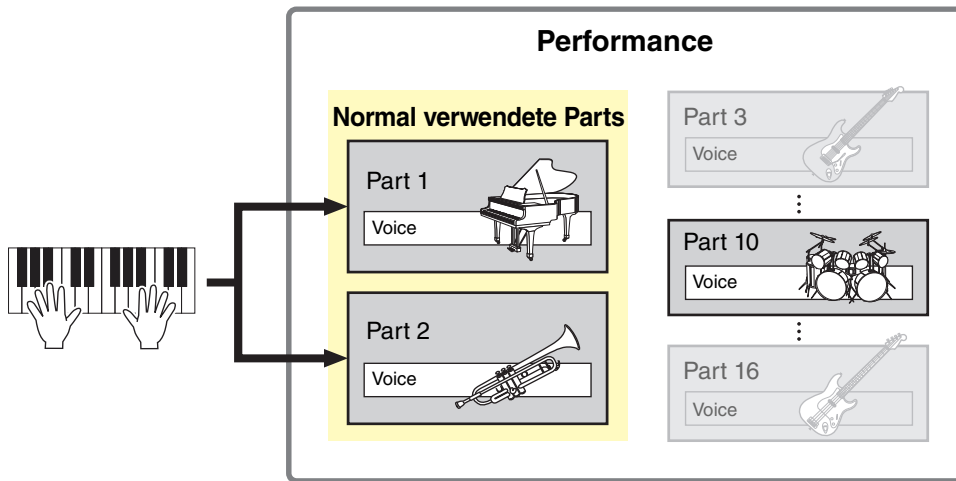 Performance
Normal verwendete Parts
Part 1
Voice
Part 2
Voice
Part 3
Voice
Part 10
Voice
Part 16
Voice